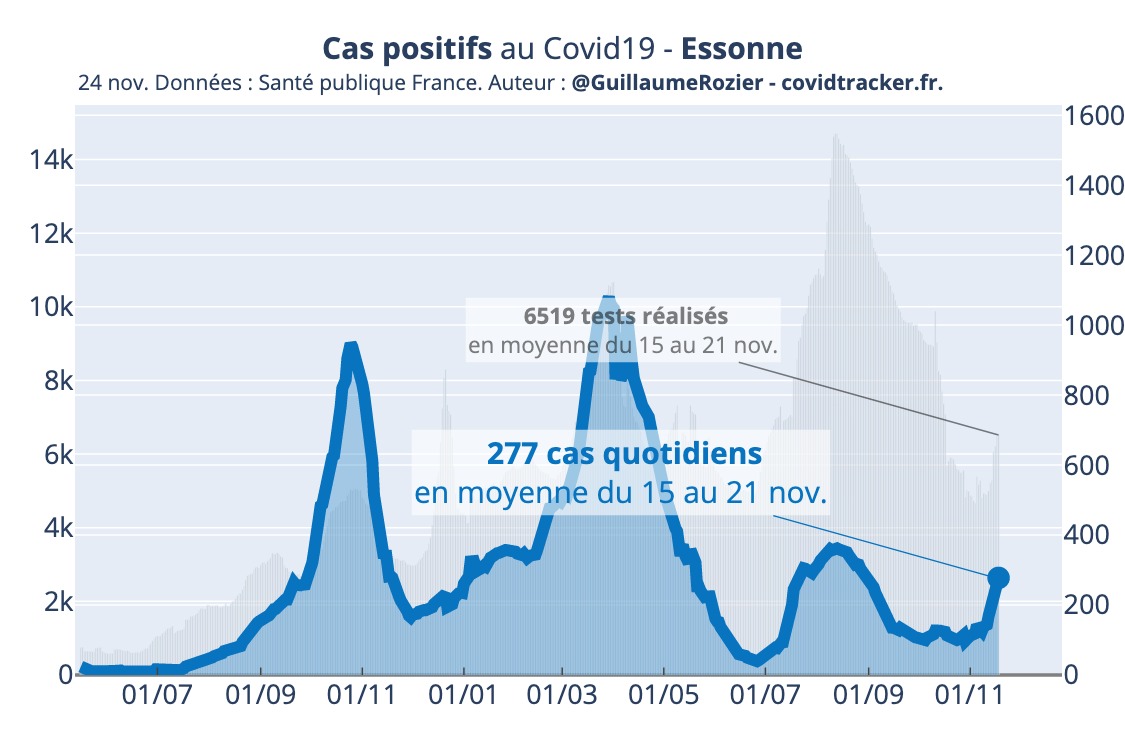 Cas positifs au Covid19 - Essonne
24 nov. Données : Santé publique France. Auteur : @GuillaumeRozier - covidtracker.fr.
1600
14k
1400
12k
1200
10k
1000
6519 tests réalisés
en moyenne du 15 au 21 nov.
8k
800
277 cas quotidiens
6k
600
en moyenne du 15 au 21 nov.
4k
400
2k
200
0
0
01/07 01/09 01/11 01/01 01/03 01/05 01/07 01/09 01/11